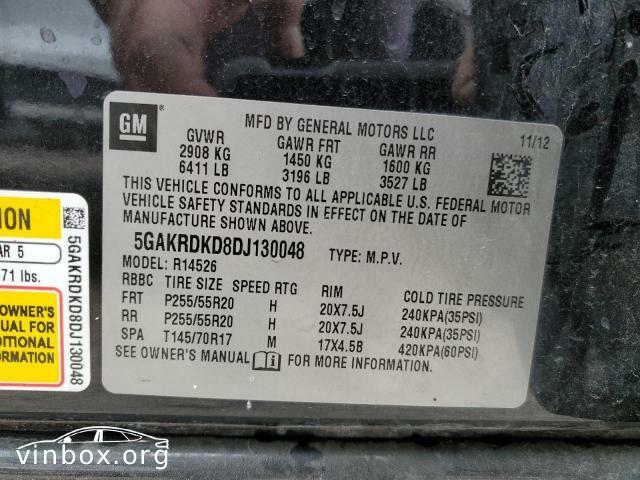 GM
MFD BY GENERAL MOTORS LLC
11/12
GVWR GAWR FRT GAWR RR
2908 KG 1450 KG 1600 KG
6411 LB 3196 LB 3527 LB
THIS VEHICLE CONFORMS TO ALL APPLICABLE U.S. FEDERAL MOTOR
VEHICLE SAFETY STANDARDS IN EFFECT ON THE DATE OF
MANUFACTURE SHOWN ABOVE.
5GAKRDKD8DJ130048 TYPE: M.P.V.
MODEL: R14526
RBBC TIRE SIZE SPEED RTG RIM COLD TIRE PRESSURE
FRT P255/55R20 H 20X7.5J 240KPA(35PSI)
RR P255/55R20 H 20X7.5J 240KPA(35PSI)
SPA T145/70R17 M 17X4.5B 420KPA(60PSI)
SEE OWNER'S MANUAL FOR MORE INFORMATION.
ION
AR 5
71 lbs.
OWNER'S
NUAL FOR
DITIONAL
RMATION
5GAKRDKD8DJ130048
vinbox.org